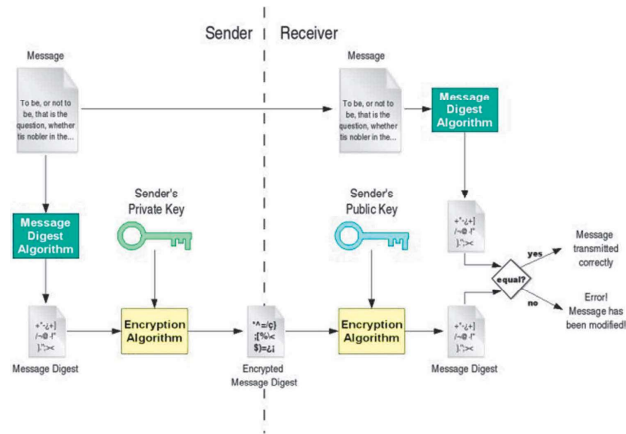 Sender
Receiver
Message
To be, or not to
be, that is the
question, whether
tis nobler in the...
Message
Digest
Algorithm
Sender's
Private Key
+*-¿+]
/~@ -!*
}.";><
Message Digest
Encryption
Algorithm
Encrypted
Message Digest
Message
To be, or not to
be, that is the
question, whether
tis nobler in the...
Message
Digest
Algorithm
Sender's
Public Key
Encryption
Algorithm
Message Digest
equal?
yes
no
Message
transmitted
correctly
Error!
Message has
been modified!